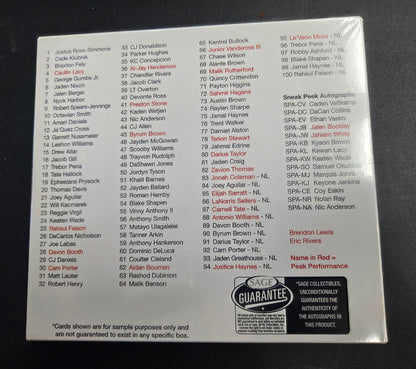 1 Justus Ross-Simmons
2 Cade Klubnik
3 Braxton Fely
4 Caullin Lacy
5 George Gumbs Jr.
6 Jaden Nixon
7 Jalen Berger
8 Nyck Harbor
9 Robert Spears-Jennings
10 Octavian Smith
11 Amari Daniels
12 Ja'Quez Cross
13 Garrett Nussmeier
14 Leshon Williams
15 Drew Allar
16 Jacob Gill
17 Trebor Pena
18 Tate Hallock
19 Ephesians Prysock
20 Thomas Davis
21 Joey Aguilar
22 Will Kacmarek
23 Reggie Virgil
24 Keelen Wade
25 Rahsul Faison
26 DeCarlos Nicholson
27 Joe Labas
28 Davon Booth
29 CJ Daniels
30 Cam Porter
31 Matt Lauter
32 Robert Henry
33 CJ Donaldson
34 Parker Hughes
35 KC Concepcion
36 Al-Jay Henderson
37 Chandler Rivers
38 Jacob Clark
39 LT Overton
40 Devonte Ross
41 Preston Stone
42 Kaden Wetjen
43 Nic Anderson
44 CJ Allen
45 Byrum Brown
46 Jayden McGowan
47 Scooby Williams
48 Trayvon Rudolph
49 DaShawn Jones
50 Jordyn Tyson
51 Khalil Barnes
52 Jayden Ballard
53 Roman Hemby
54 Blake Shapen
55 Vinny Anthony II
56 Anthony Smith
57 Matayo Uiagalelei
58 Tanner Arkin
59 Anthony Hankerson
60 Dominic DeLuca
61 Coulter Cleland
62 Aidan Bouman
63 Rashod Dubinion
64 Malik Benson
65 Kentrel Bullock
66 Junior Vandeross III
67 Chase Wilson
68 Alante Brown
69 Malik Rutherford
70 Quincy Crittendon
71 Payton Higgins
72 Sahmir Hagans
73 Austin Brown
74 Raylen Sharpe
74 Jamal Haynes
76 Trent Walker
77 Darnari Alston
78 Terion Stewart
79 Jahmal Edrine
80 Darius Taylor
81 Jaden Craig
82 Zavion Thomas
83 Jonah Coleman - NL
84 Joey Aguilar - NL
85 Elijah Sarratt - NL
86 LaNorris Sellers - NL
87 Carnell Tate - NL
88 Antonio Williams - NL
89 Davon Booth - NL
90 Byrum Brown - NL
91 Darius Taylor - NL
92 Cam Porter - NL
93 Jaden Greathouse - NL
94 Justice Haynes - NL
95 Le'Veon Moss - NL
96 Trebor Pena - NL
97 Robby Ashford - NL
98 Blake Shapen - NL
99 Jamal Haynes - NL
100 Rahsul Faison - NL
Sneak Peek Autographs
SPA-CV Caden Veltkamp
SPA-DC DaCari Collins
SPA-EV Ethan Vasko
SPA-JB Jalen Buckley
SPA-JW Jahiem White
SPA-KB Kyson Brown
SPA-KL Kewan Lacy
SPA-KW Keelen Wade
SPA-SO Samuel Okunlola
SPA-MJ Marquis Johnson
SPA-KJ Keyone Jenkins
SPA-CE Coy Eakin
SPA-NR Nolan Ray
SPA-NA Nic Anderson
Brendon Lewis
Eric Rivers
Name in Red =
Peak Performance
*Cards shown are for sample purposes only and
are not guaranteed to exist in any specific box.
SAGE
GUARANTEE
"SAGE COLLECTIBLES,
UNCONDITIONALLY
GUARANTEES THE
AUTHENTICITY OF
THE AUTOGRAPHS IN
THIS PRODUCT."